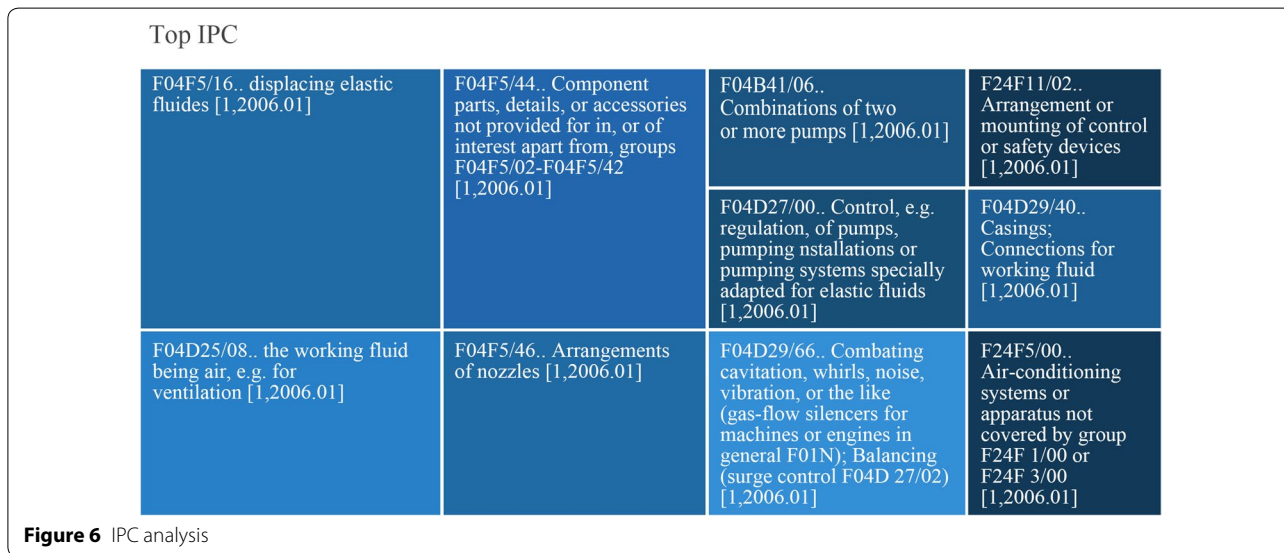 Top IPC
F04F5/16.. displacing elastic
fluides [1,2006.01]
F04F5/44.. Component
parts, details, or accessories
not provided for in, or of
interest apart from, groups
F04F5/02-F04F5/42
[1,2006.01]
F04B41/06..
Combinations of two
or more pumps [1,2006.01]
F24F11/02..
Arrangement or
mounting of control
or safety devices
[1,2006.01]
F04D27/00.. Control, e.g.
regulation, of pumps,
pumping nstallations or
pumping systems specially
adapted for elastic fluids
[1,2006.01]
F04D29/40..
Casings;
Connections for
working fluid
[1,2006.01]
F04D25/08.. the working fluid
being air, e.g. for
ventilation [1,2006.01]
F04F5/46.. Arrangements
of nozzles [1,2006.01]
F04D29/66.. Combating
cavitation, whirls, noise,
vibration, or the like
(gas-flow silencers for
machines or engines in
general F01N); Balancing
(surge control F04D 27/02)
[1,2006.01]
F24F5/00..
Air-conditioning
systems or
apparatus not
covered by group
F24F 1/00 or
F24F 3/00
[1,2006.01]
Figure 6 IPC analysis